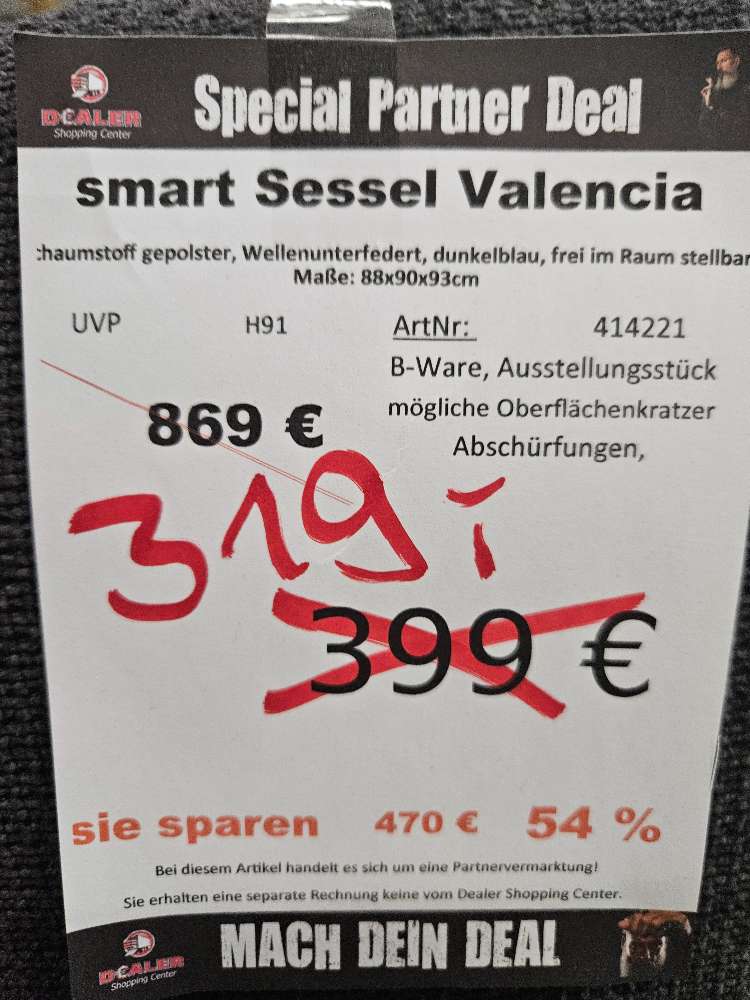 DEALER
Shopping Center
Special Partner Deal
smart Sessel Valencia
chaumstoff gepolster, Wellenunterfedert, dunkelblau, frei im Raum stellbar
Maße: 88x90x93cm
UVP H91 ArtNr: 414221
B-Ware, Ausstellungsstück
869 € mögliche Oberflächenkratzer
Abschürfungen,
319,-
399 €
sie sparen 470 € 54 %
Bei diesem Artikel handelt es sich um eine Partnervermarktung!
Sie erhalten eine separate Rechnung keine vom Dealer Shopping Center.
DEALER
Shopping Center
MACH DEIN DEAL